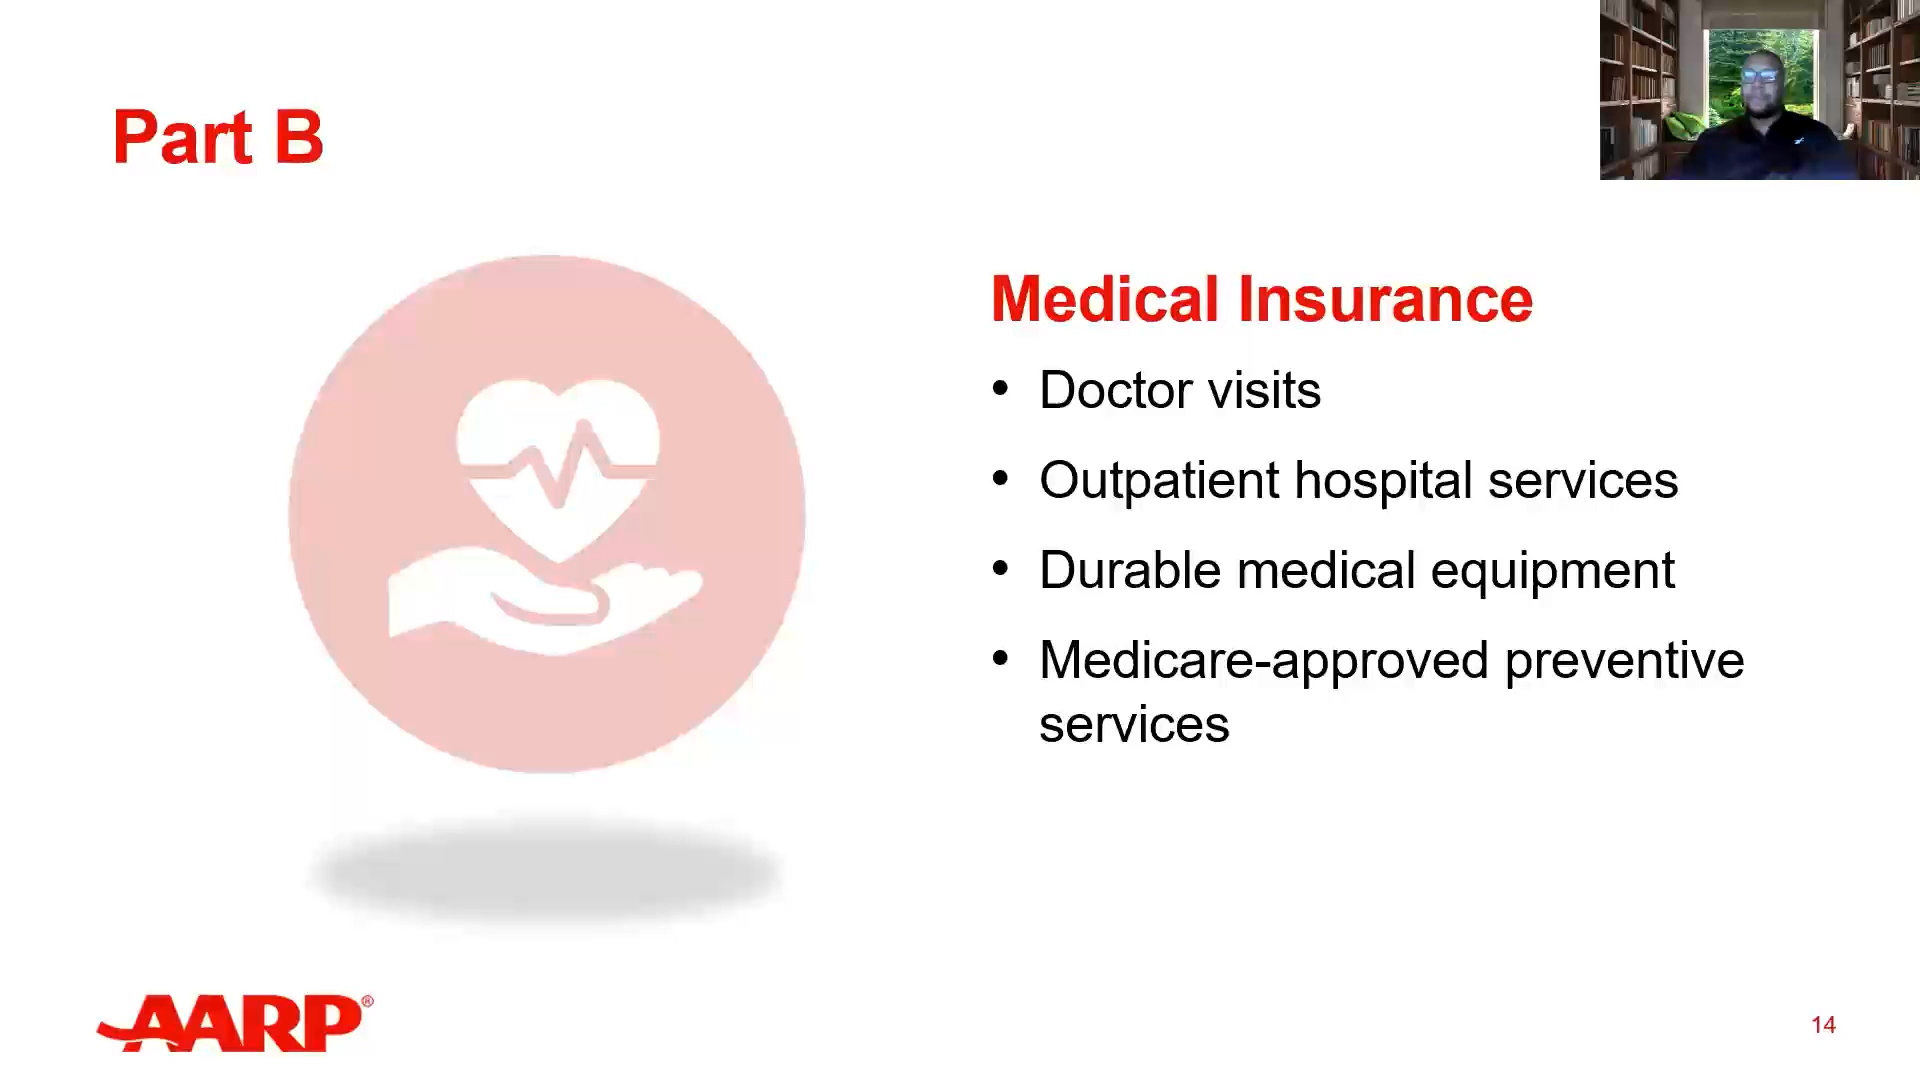 Part B
Medical Insurance
• Doctor visits
• Outpatient hospital services
• Durable medical equipment
• Medicare-approved preventive
services
AARP®
14